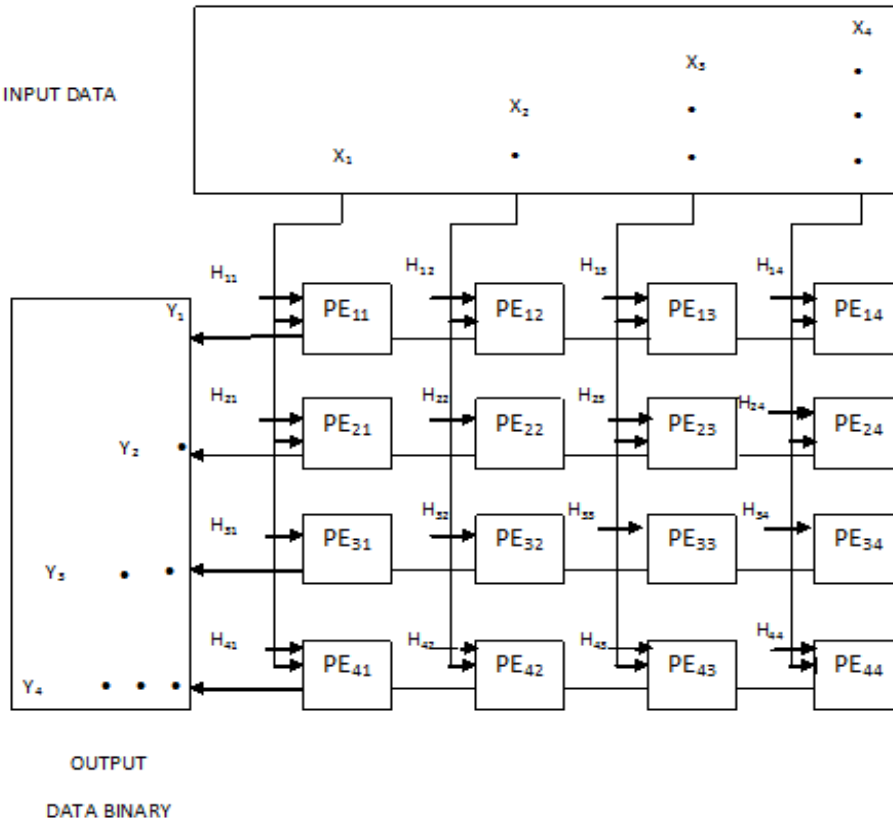 X₄
X₃
INPUT DATA
X₂
X₁
H₁₁ H₁₂ H₁₃ H₁₄
Y₁ PE₁₁ PE₁₂ PE₁₃ PE₁₄
H₂₁ H₂₂ H₂₃ H₂₄
Y₂ PE₂₁ PE₂₂ PE₂₃ PE₂₄
H₃₁ H₃₂ H₃₃ H₃₄
Y₃ PE₃₁ PE₃₂ PE₃₃ PE₃₄
H₄₁ H₄₂ H₄₃ H₄₄
Y₄ PE₄₁ PE₄₂ PE₄₃ PE₄₄
OUTPUT
DATA BINARY